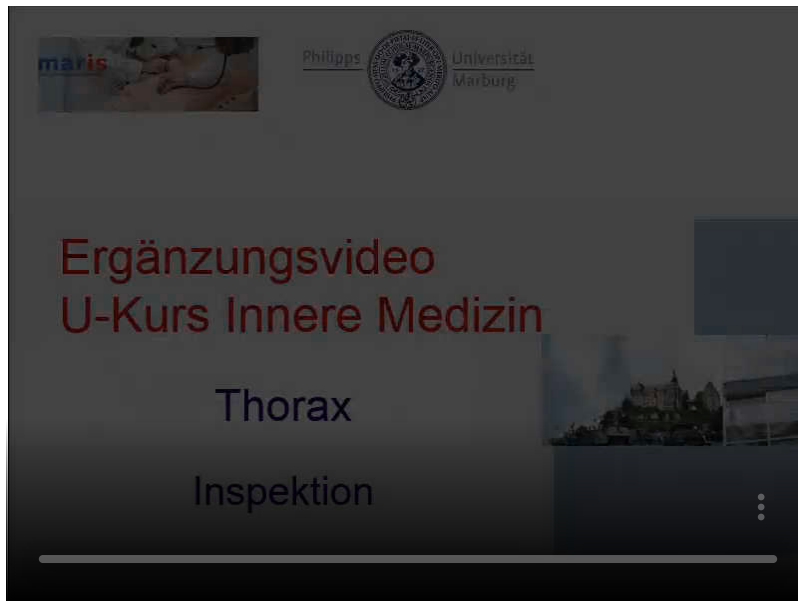 maris
Philipps Universität
Marburg
Ergänzungsvideo
U-Kurs Innere Medizin
Thorax
Inspektion